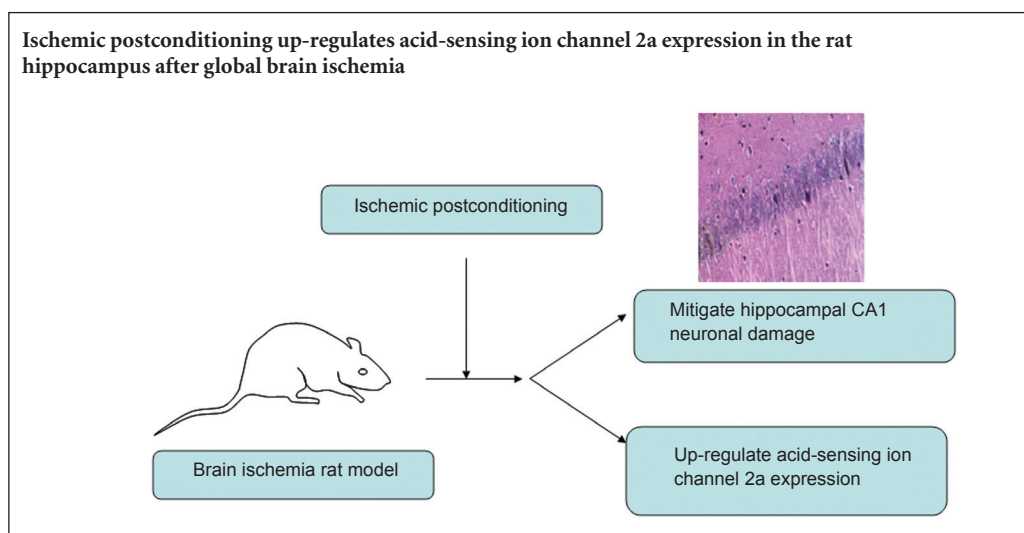 Ischemic postconditioning up-regulates acid-sensing ion channel 2a expression in the rat
hippocampus after global brain ischemia
Ischemic postconditioning
Mitigate hippocampal CA1
neuronal damage
Brain ischemia rat model
Up-regulate acid-sensing ion
channel 2a expression